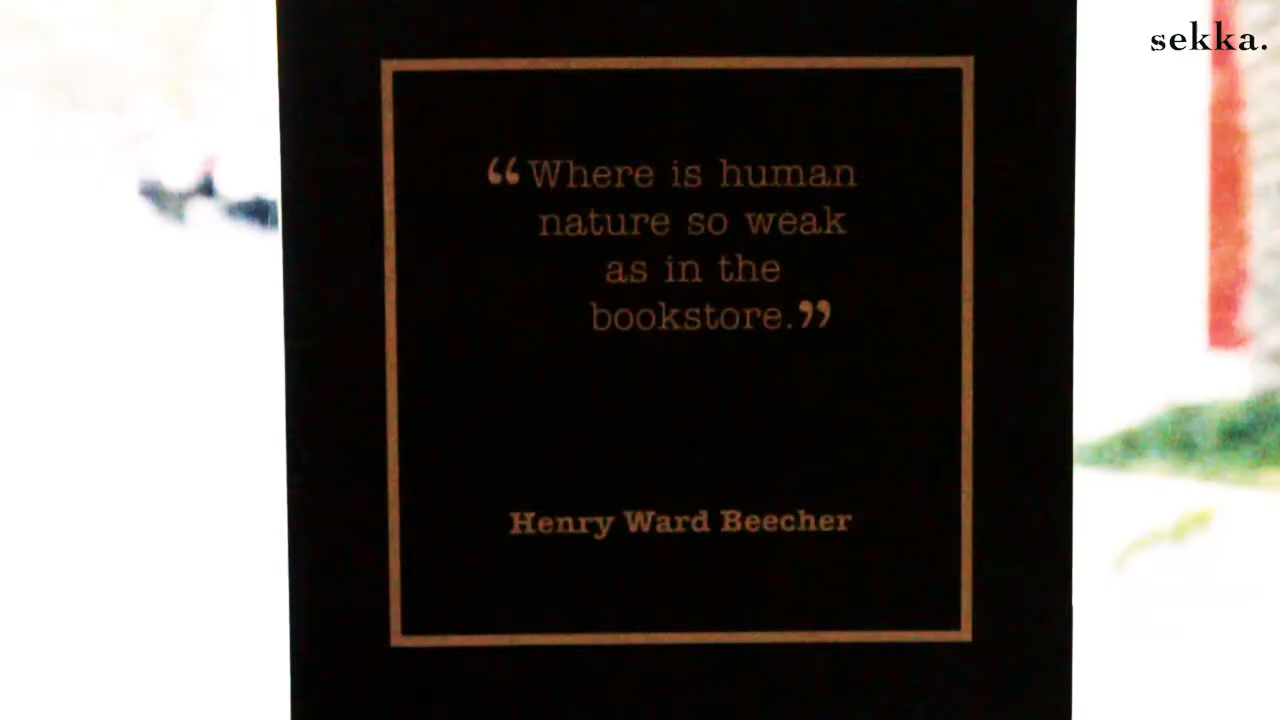 sekka.
“Where is human
nature so weak
as in the
bookstore.”
Henry Ward Beecher